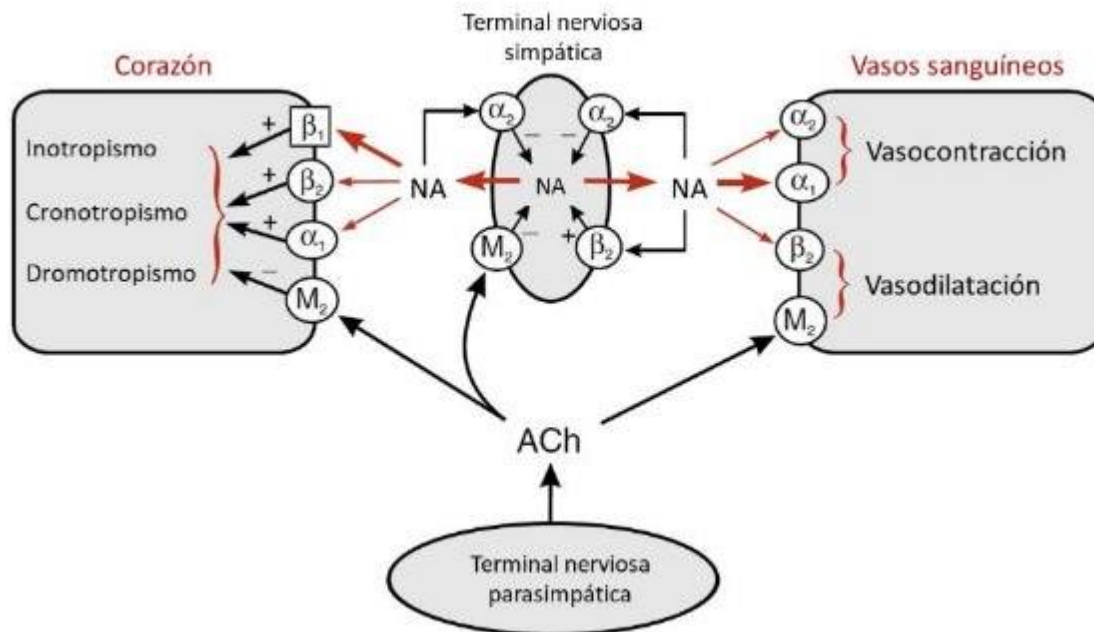 Terminal nerviosa
simpática
Corazón
Vasos sanguíneos
Inotropismo
Cronotropismo
Dromotropismo
+
β₁
+
β₂
+
α₁
−
M₂
NA
α₂
−
−
α₂
NA
M₂
−
+
β₂
NA
α₂
α₁
β₂
M₂
Vasocontracción
Vasodilatación
ACh
Terminal nerviosa
parasimpática